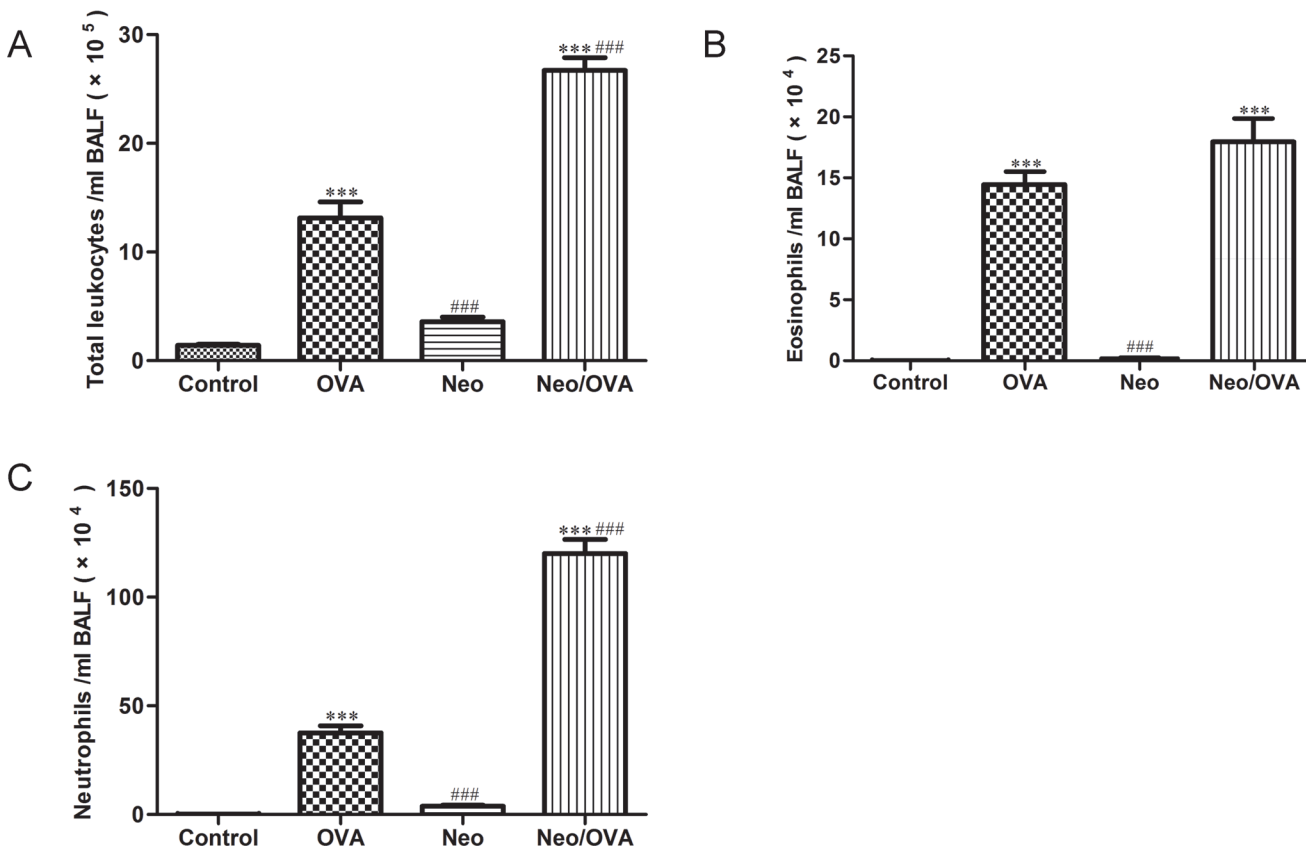 A
Total leukocytes /ml BALF ( × 10 5 )
30
20
10
0
*** 
###
*** ###
Control OVA Neo Neo/OVA
B
Eosinophils /ml BALF ( × 10 4 )
25
20
15
10
5
0
***
###
***
Control OVA Neo Neo/OVA
C
Neutrophils /ml BALF ( × 10 4 )
150
100
50
0
***
###
*** ###
Control OVA Neo Neo/OVA